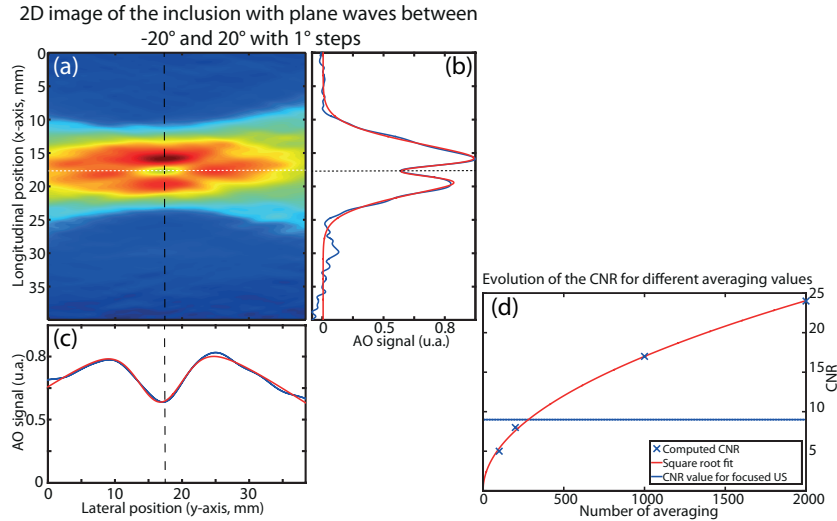 2D image of the inclusion with plane waves between
-20° and 20° with 1° steps
(a)
(b)
Longitudinal position (x-axis, mm)
0
5
10
15
20
25
30
35
0
0.5
0.8
AO signal (u.a.)
(c)
AO signal (u.a.)
0.8
0.5
0
10
17
25
30
Lateral position (y-axis, mm)
Evolution of the CNR for different averaging values
(d)
25
20
15
10
5
CNR
Computed CNR
Square root fit
CNR value for focused US
0
500
1000
1500
2000
Number of averaging